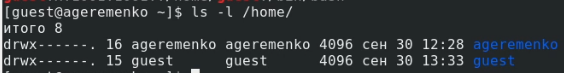 [guest@ageremenko ~]$ ls -l /home/
итого 8
drwx------. 16 ageremenko ageremenko 4096 сен 30 12:28 ageremenko
drwx------. 15 guest      guest      4096 сен 30 13:33 guest